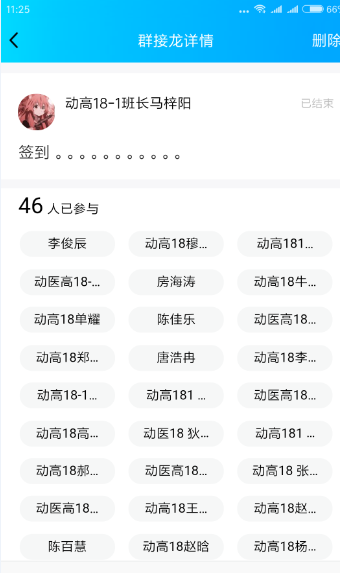 11:25
66%
群接龙详情
删除
动高18-1班长马梓阳
已结束
签到 。。。。。。。。。。。
46 人已参与
李俊辰 动高18穆... 动高181...
动医高18-... 房海涛 动高18牛...
动高18单耀 陈佳乐 动医高18...
动高18郑... 唐浩冉 动高18李...
动高18-1... 动高181 ... 动医高18...
动高18高... 动医18 狄... 动高181 ...
动高18郝... 动医高18... 动高18 张...
动医高18... 动高18王... 动高18赵...
陈百慧 动高18赵晗 动高18杨...